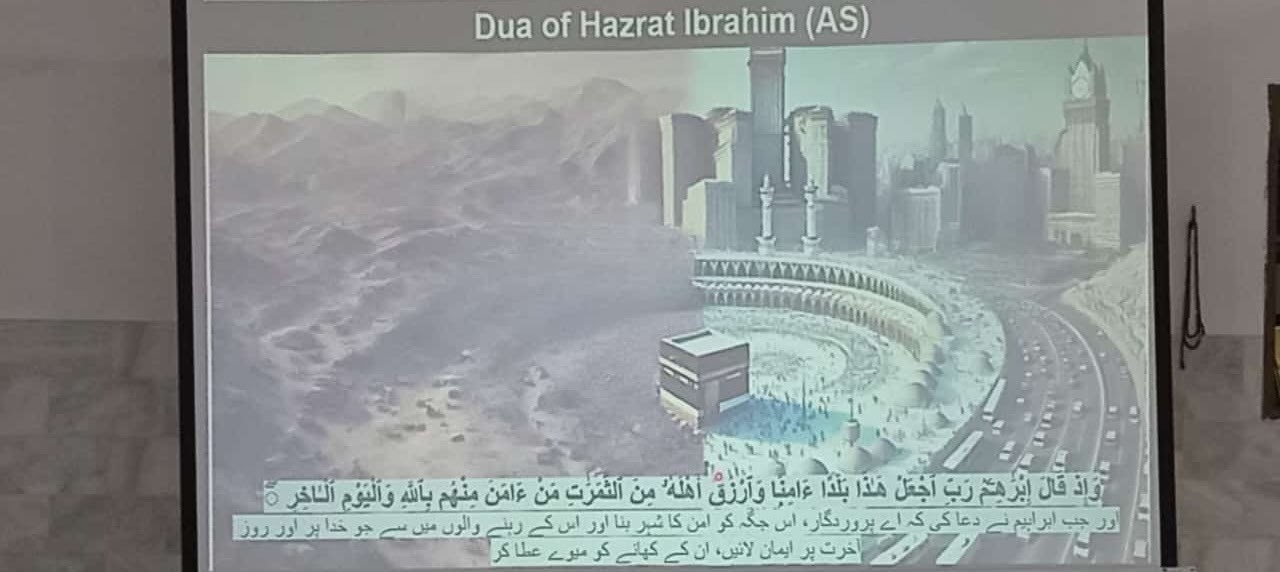 Dua of Hazrat Ibrahim (AS)
وَإِذْ قَالَ إِبْرَٰهِـۧمُ رَبِّ ٱجْعَلْ هَـٰذَا بَلَدًا ءَامِنًا وَٱرْزُقْ أَهْلَهُۥ مِنَ ٱلثَّمَرَٰتِ مَنْ ءَامَنَ مِنْهُم بِٱللَّهِ وَٱلْيَوْمِ ٱلْـَٔاخِرِ ۖ
اور جب ابراہیم نے دعا کی کہ اے پروردگار، اس جگہ کو امن کا شہر بنا اور اس کے رہنے والوں میں سے جو خدا پر اور روز
آخرت پر ایمان لائیں، ان کے کھانے کو میوے عطا کر